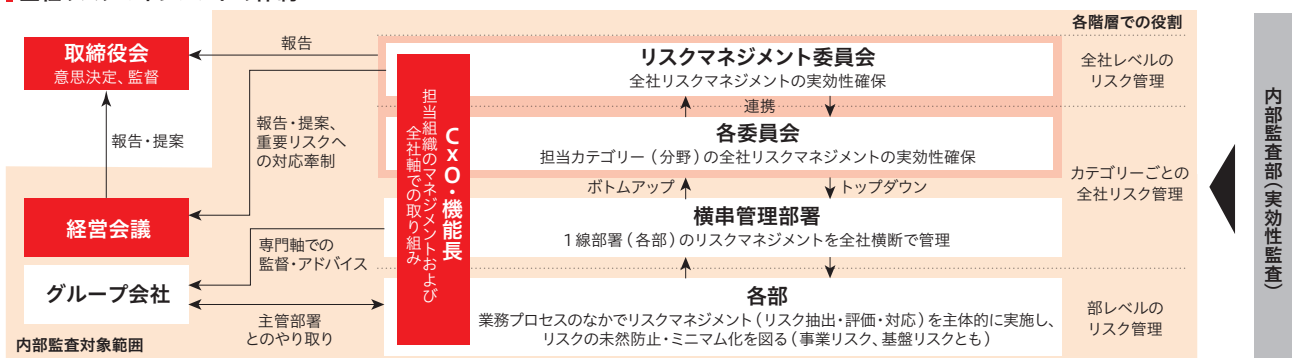 各階層での役割
取締役会
意思決定、監督
報告
リスクマネジメント委員会
全社リスクマネジメントの実効性確保
全社レベルの
リスク管理
連携
報告・提案
報告・提案、
重要リスクへ
の対応牽制
各委員会
担当カテゴリー(分野)の全社リスクマネジメントの実効性確保
カテゴリーごとの
全社リスク管理
ボトムアップ
トップダウン
CxO・機能長
担当組織のマネジメントおよび
全社軸での取り組み
経営会議
横串管理部署
1線部署(各部)のリスクマネジメントを全社横断で管理
専門軸での
監督・アドバイス
グループ会社
主管部署
とのやり取り
各部
業務プロセスのなかでリスクマネジメント(リスク抽出・評価・対応)を主体的に実施し、
リスクの未然防止・ミニマム化を図る(事業リスク、基盤リスクとも)
部レベルの
リスク管理
内部監査対象範囲
内部監査部(実効性監査)